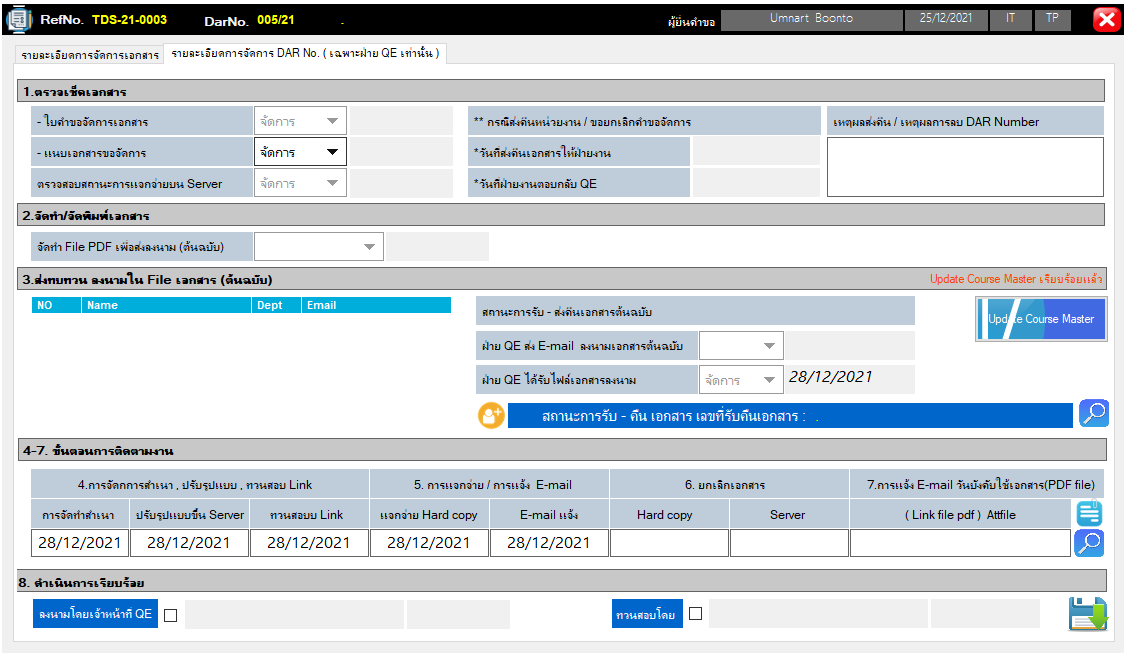 RefNo. TDS-21-0003 DarNo. 005/21 . ผู้ยื่นคำขอ Umnart Boonto 25/12/2021 IT TP
รายละเอียดการจัดการเอกสาร รายละเอียดการจัดการ DAR No. ( เฉพาะฝ่าย QE เท่านั้น )
1.ตรวจเช็คเอกสาร
- ใบคำขอจัดการเอกสาร จัดการ ** กรณีส่งคืนหน่วยงาน / ขอยกเลิกคำขอจัดการ เหตุผลส่งคืน / เหตุผลการลบ DAR Number
- แนบเอกสารขอจัดการ จัดการ *วันที่ส่งคืนเอกสารให้ฝ่ายงาน
ตรวจสอบสถานะการแจกจ่ายบน Server จัดการ *วันที่ฝ่ายงานตอบกลับ QE
2.จัดทำ/จัดพิมพ์เอกสาร
จัดทำ File PDF เพื่อส่งลงนาม (ต้นฉบับ)
3.ส่งทบทวน ลงนามใน File เอกสาร (ต้นฉบับ) Update Course Master เรียบร้อยแล้ว
NO Name Dept Email
สถานะการรับ - ส่งคืนเอกสารต้นฉบับ
Update Course Master
ฝ่าย QE ส่ง E-mail ลงนามเอกสารต้นฉบับ
ฝ่าย QE ได้รับไฟล์เอกสารลงนาม จัดการ 28/12/2021
สถานะการรับ - คืน เอกสาร เลขที่รับคืนเอกสาร : .
4-7. ขั้นตอนการติดตามงาน
4.การจัดกการสำเนา , ปรับรูปแบบ , ทวนสอบ Link 5. การแจกจ่าย / การแจ้ง E-mail 6. ยกเลิกเอกสาร 7.การแจ้ง E-mail วันบังคับใช้เอกสาร(PDF file)
การจัดทำสำเนา ปรับรูปแบบขึ้น Server ทวนสอบบ Link แจกจ่าย Hard copy E-mail แจ้ง Hard copy Server ( Link file pdf ) Attfile
28/12/2021 28/12/2021 28/12/2021 28/12/2021 28/12/2021
8. ดำเนินการเรียบร้อย
ลงนามโดยเจ้าหน้าที่ QE ทวนสอบโดย